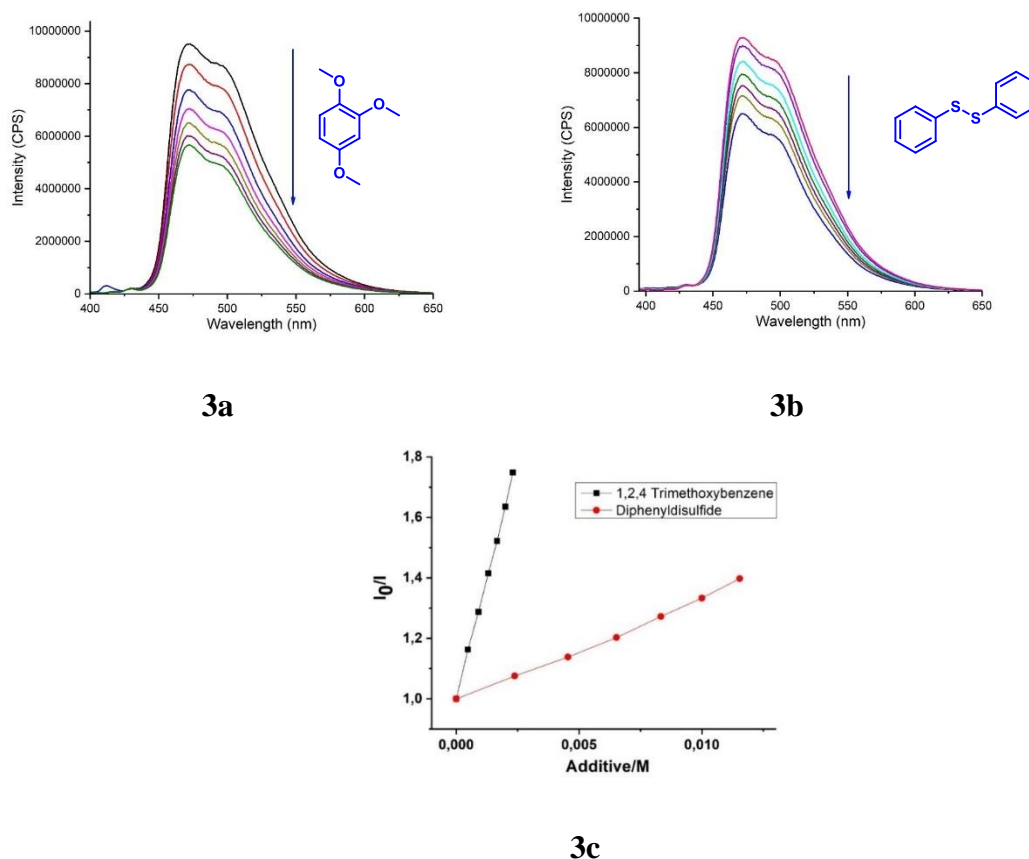 10000000
8000000
6000000
4000000
2000000
0
Intensity (CPS)
400
450
500
550
600
650
Wavelength (nm)
O
O
O
3a
10000000
8000000
6000000
4000000
2000000
0
Intensity (CPS)
400
450
500
550
600
650
Wavelength (nm)
S
S
3b
1,8
1,6
1,4
1,2
1,0
I0/I
1,2,4 Trimethoxybenzene
Diphenyldisulfide
0,000
0,005
0,010
Additive/M
3c